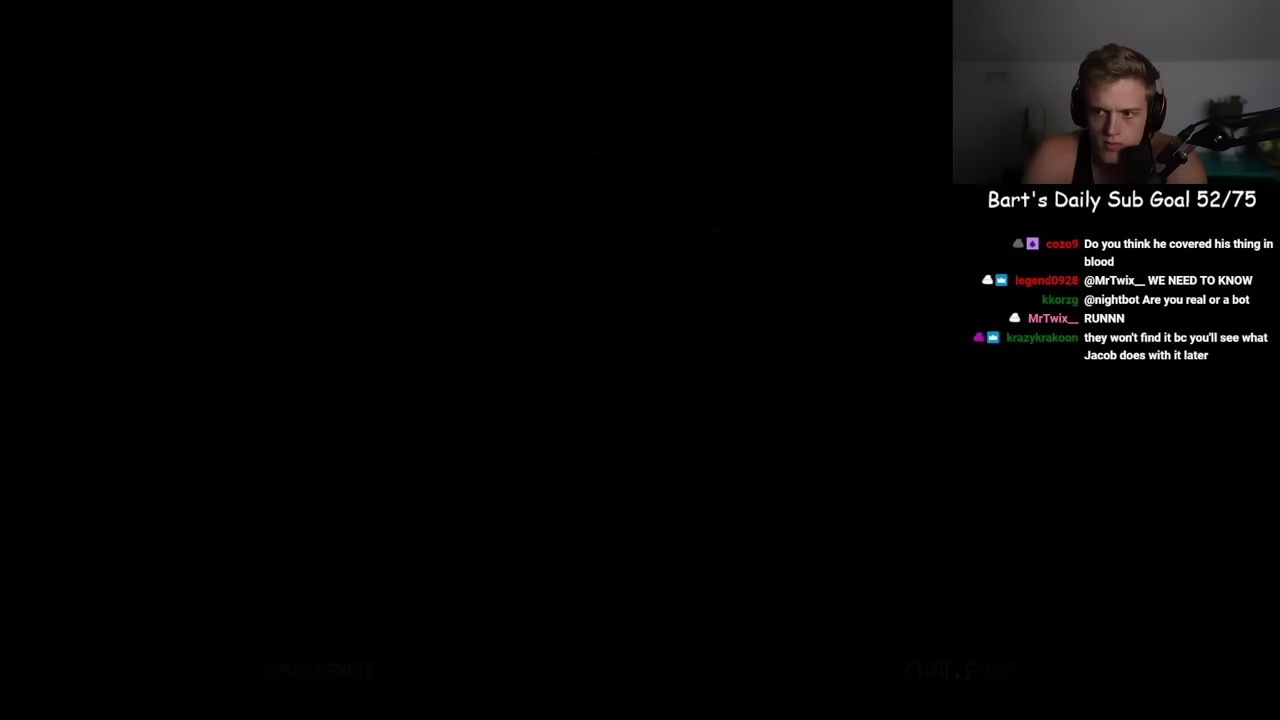 Bart's Daily Sub Goal 52/75
cozo9 Do you think he covered his thing in
blood
legend0928 @MrTwix__ WE NEED TO KNOW
kkorzg @nightbot Are you real or a bot
MrTwix__ RUNNN
krazykrakoon they won't find it bc you'll see what
Jacob does with it later